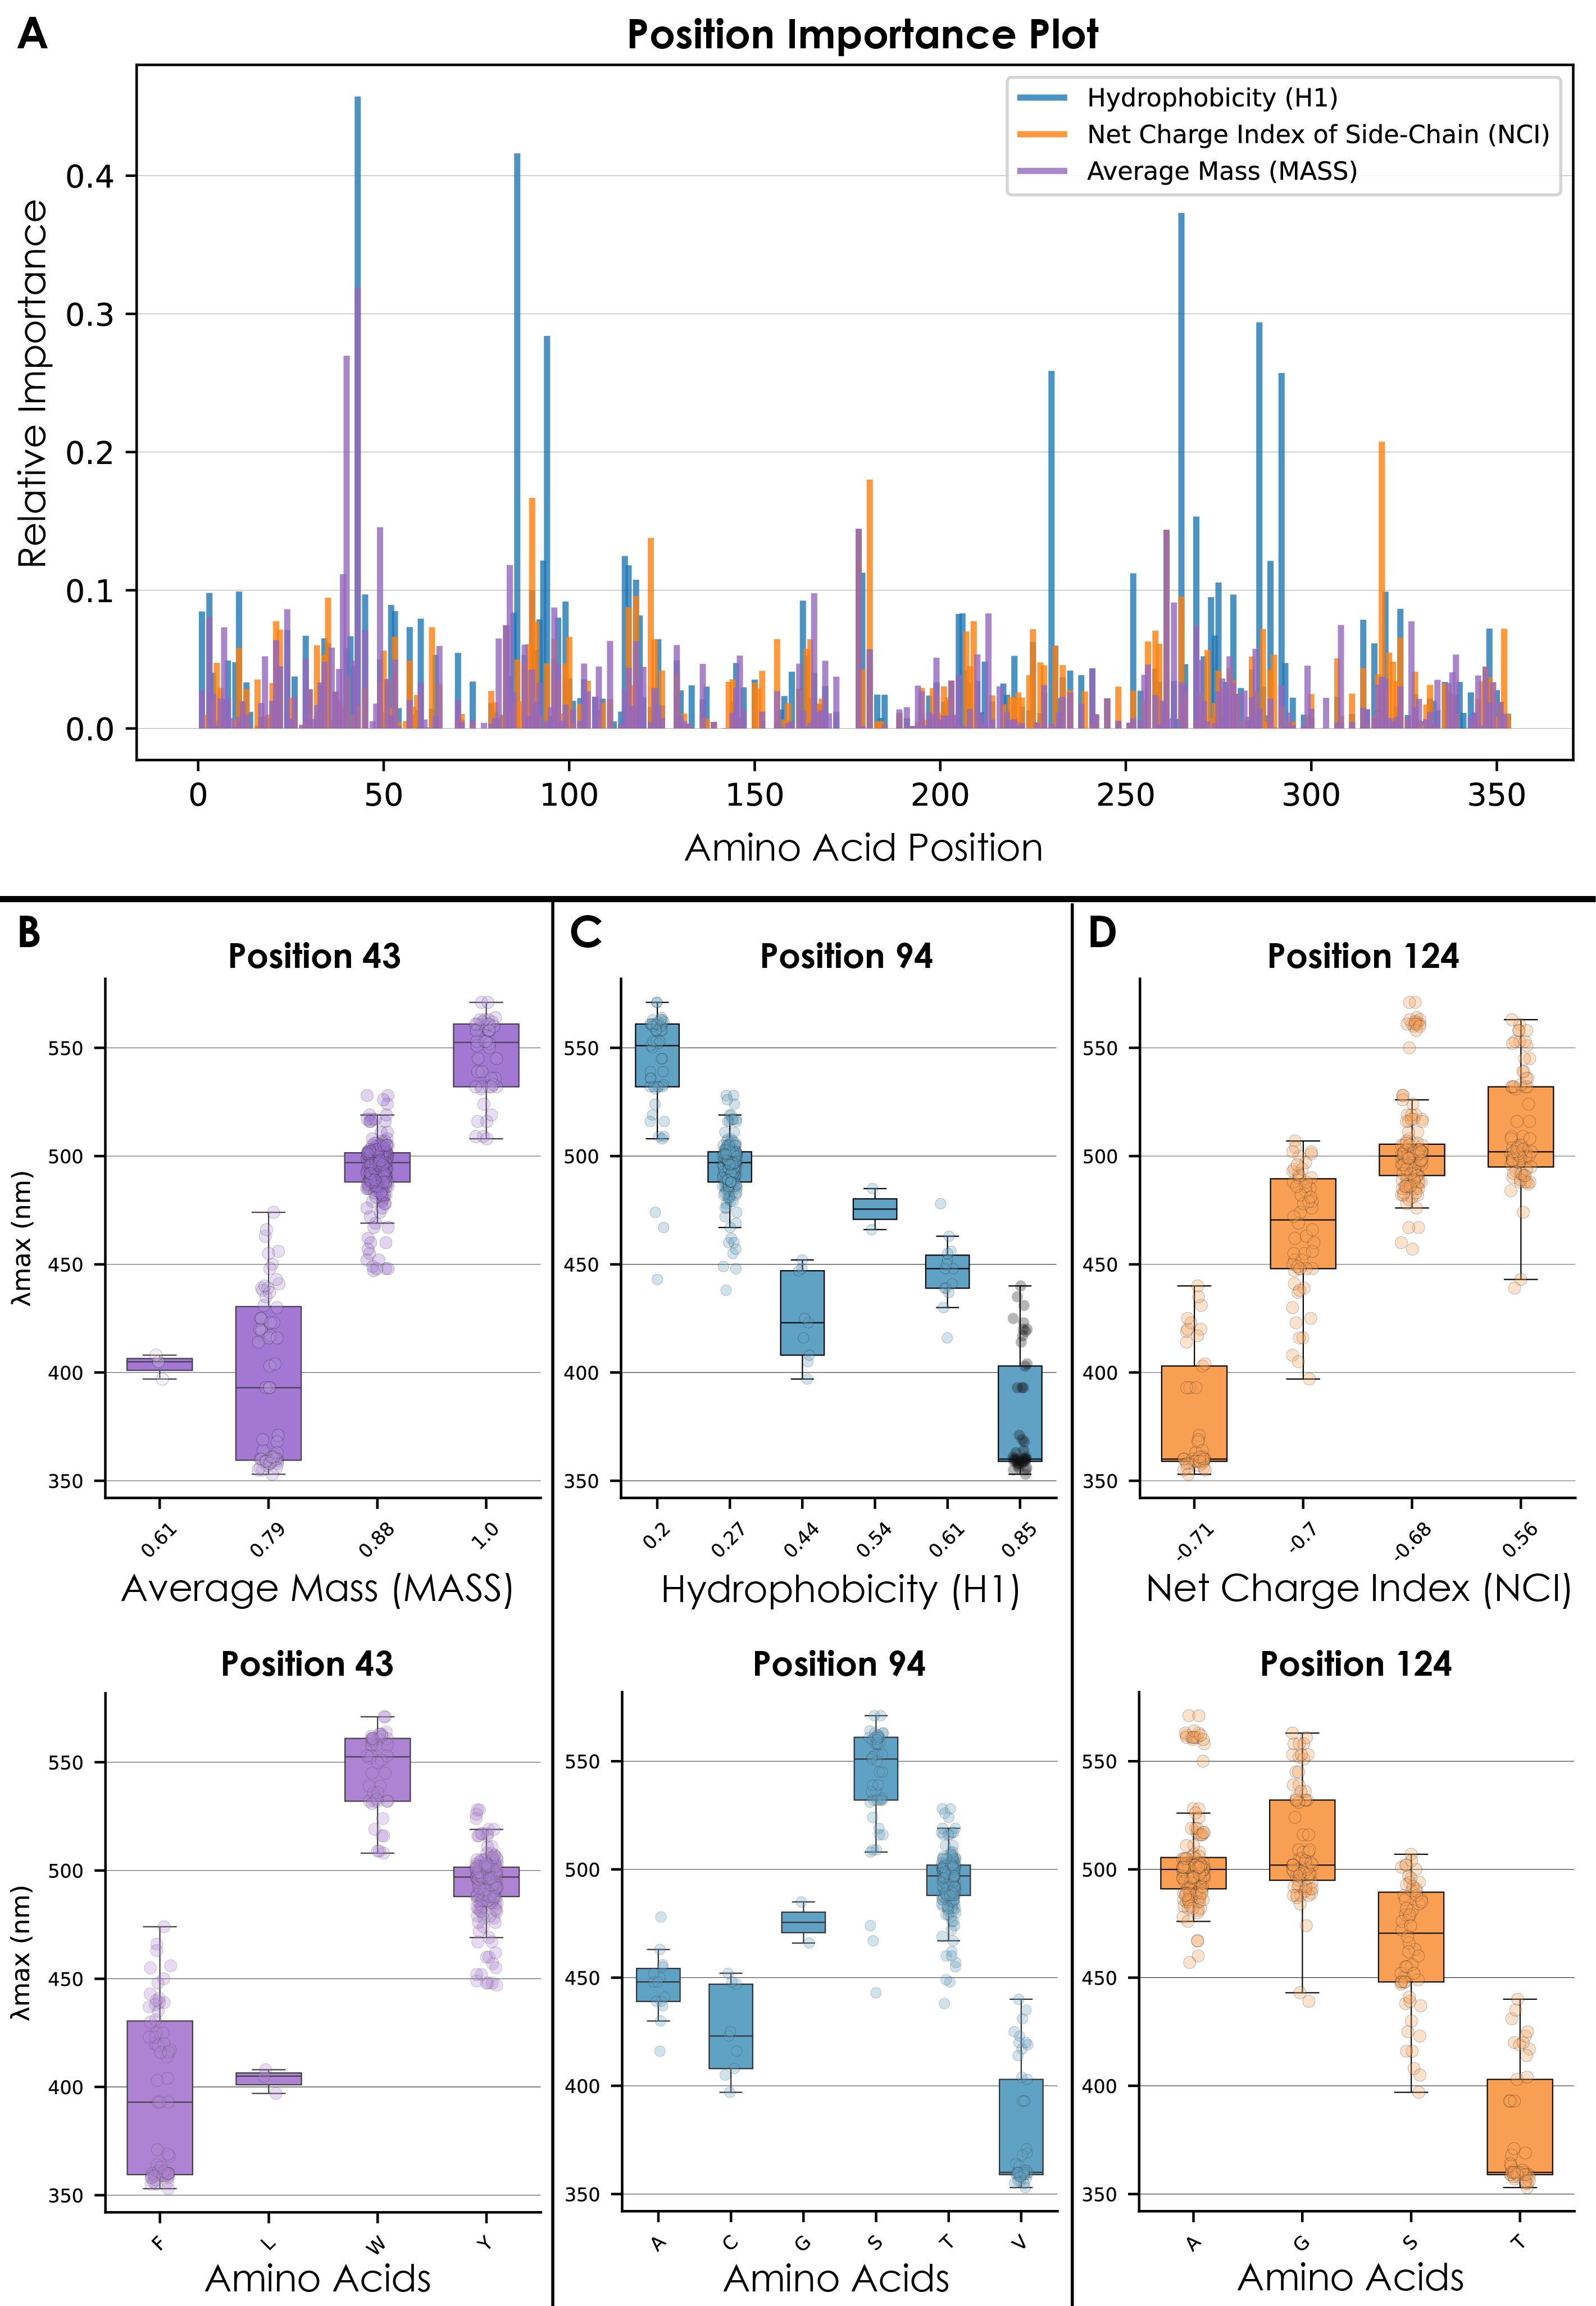 A
Position Importance Plot
Hydrophobicity (H1)
Net Charge Index of Side-Chain (NCI)
Average Mass (MASS)
Relative Importance
0.4
0.3
0.2
0.1
0.0
0 50 100 150 200 250 300 350
Amino Acid Position
B
Position 43
λmax (nm)
550
500
450
400
350
0.61 0.79 0.88 1.0
Average Mass (MASS)
C
Position 94
550
500
450
400
350
0.2 0.27 0.44 0.54 0.61 0.85
Hydrophobicity (H1)
D
Position 124
550
500
450
400
350
-0.71 -0.7 -0.68 0.56
Net Charge Index (NCI)
Position 43
λmax (nm)
550
500
450
400
350
F L W Y
Amino Acids
Position 94
550
500
450
400
350
A C G S T V
Amino Acids
Position 124
550
500
450
400
350
A G S T
Amino Acids